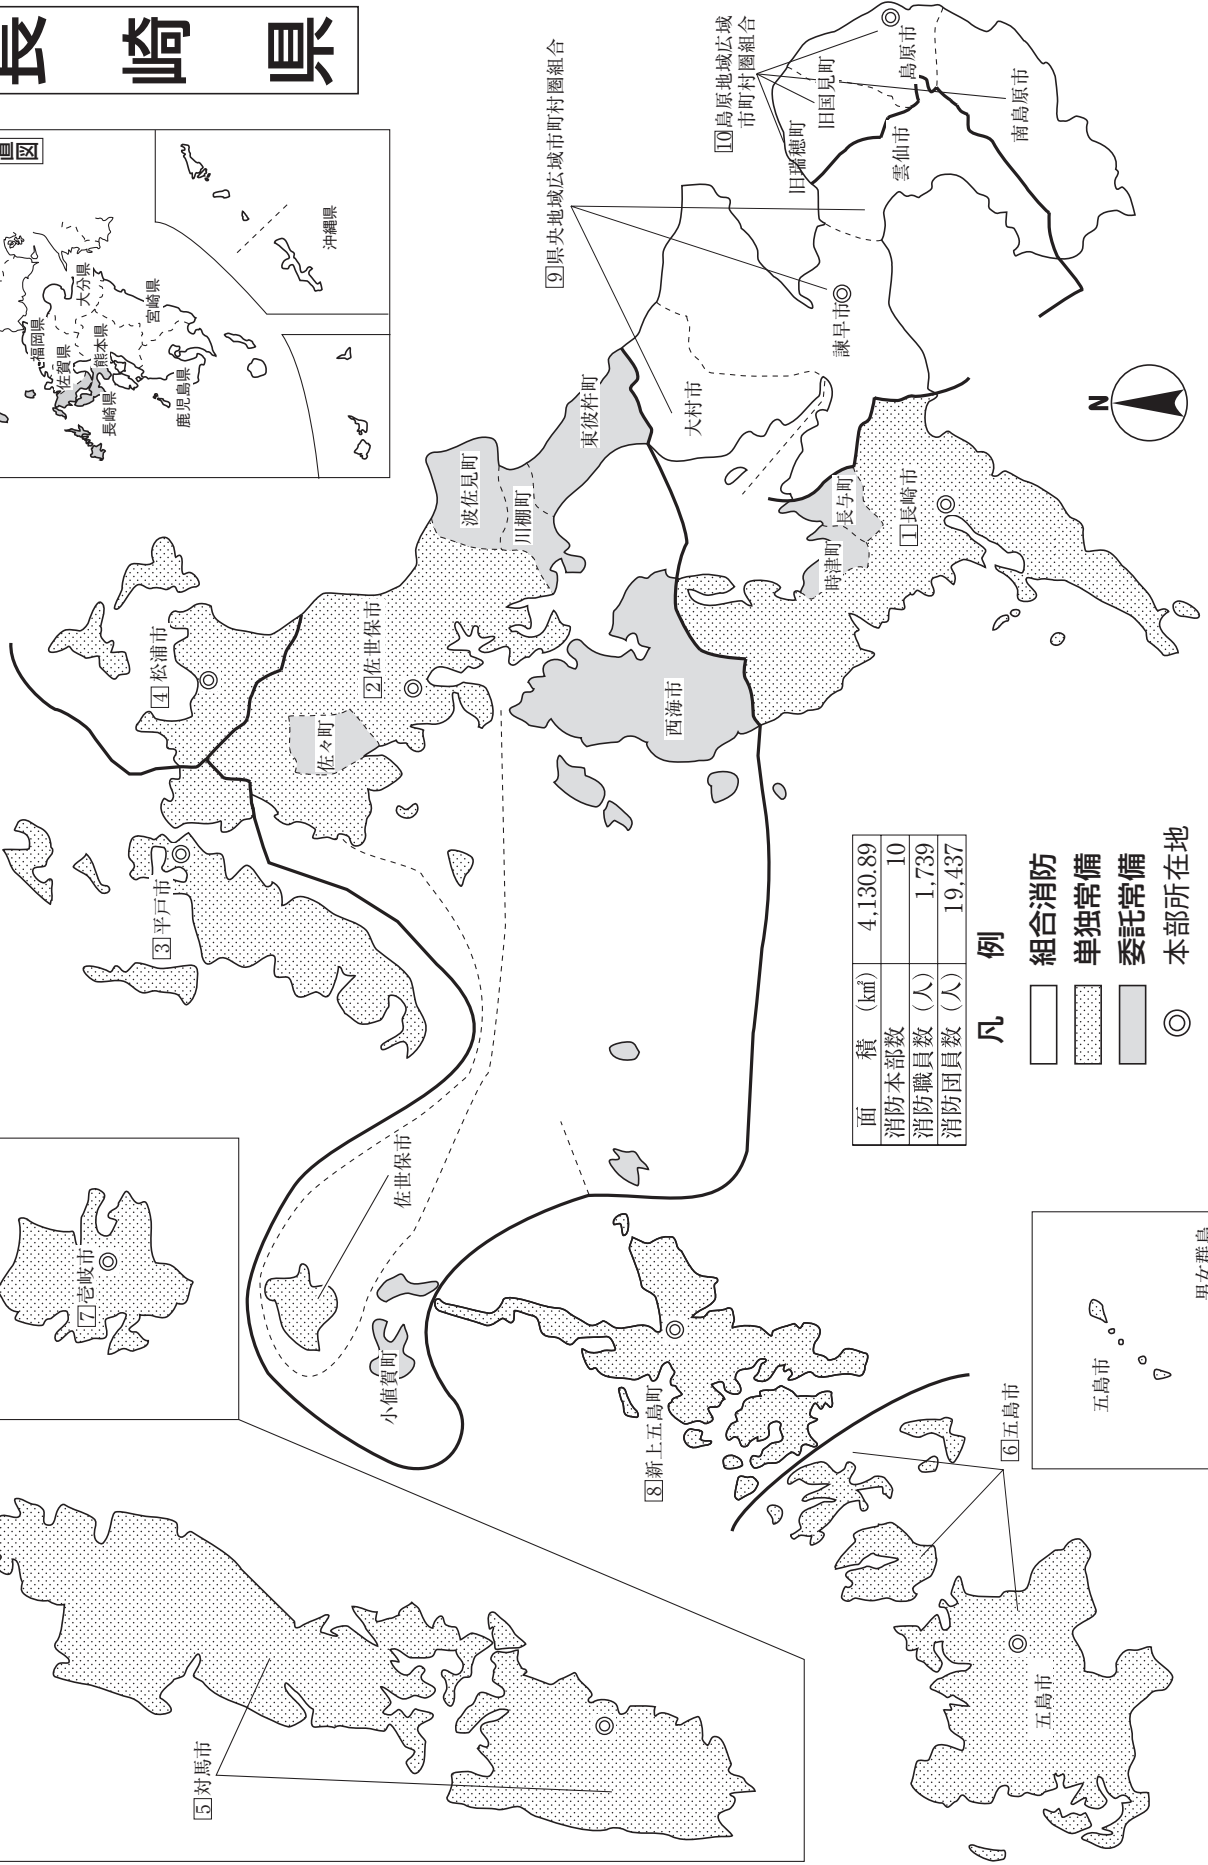 長崎県
置図
福岡県
佐賀県
長崎県
大分県
熊本県
宮崎県
鹿児島県
沖縄県
9県央地域広域市町村圏組合
10島原地域広域
市町村圏組合
旧瑞穂町
旧国見町
島原市
雲仙市
南島原市
諫早市
大村市
東彼杵町
波佐見町
川棚町
長与町
時津町
1長崎市
4松浦市
2佐世保市
佐々町
西海市
3平戸市
N
面積(㎢) 4,130.89
消防本部数 10
消防職員数(人) 1,739
消防団員数(人) 19,437
凡例
組合消防
単独常備
委託常備
本部所在地
7壱岐市
佐世保市
小値賀町
8新上五島町
6五島市
五島市
男女群島
5対馬市
五島市